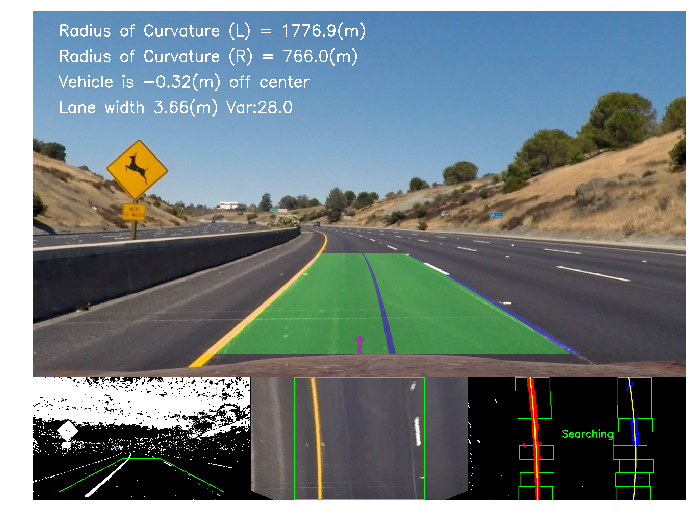 Radius of Curvature (L) = 1776.9(m)
Radius of Curvature (R) = 766.0(m)
Vehicle is -0.32(m) off center
Lane width 3.66(m) Var:28.0
NEXT
Searching